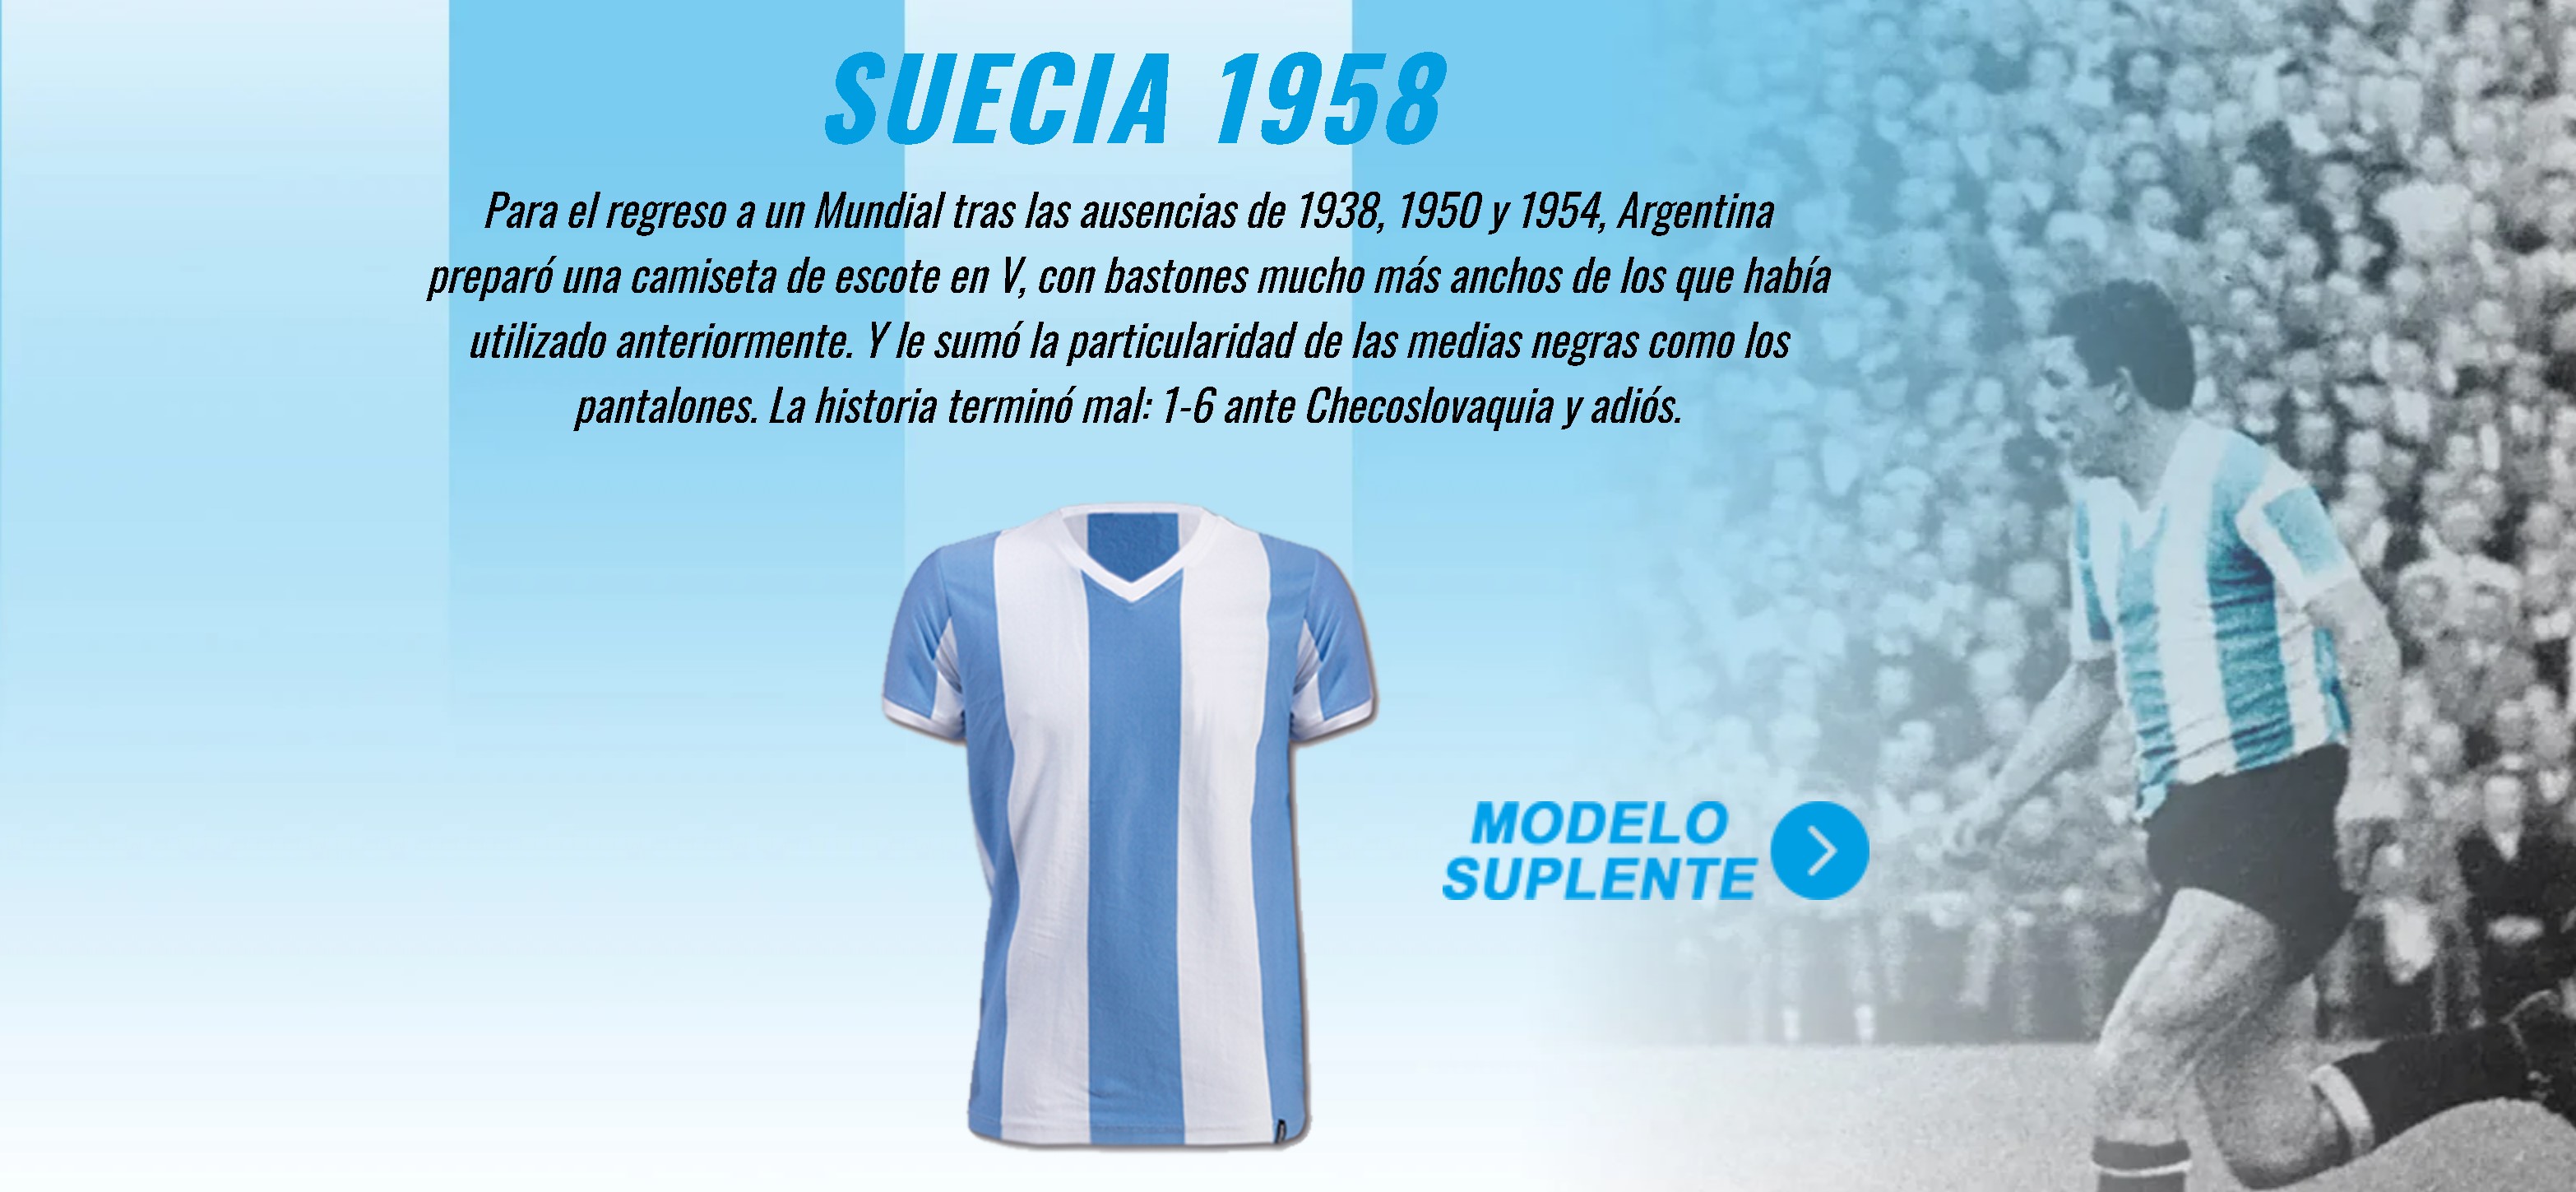 SUECIA 1958
Para el regreso a un Mundial tras las ausencias de 1938, 1950 y 1954, Argentina
preparó una camiseta de escote en V, con bastones mucho más anchos de los que había
utilizado anteriormente. Y le sumó la particularidad de las medias negras como los
pantalones. La historia terminó mal: 1-6 ante Checoslovaquia y adiós.
MODELO
SUPLENTE